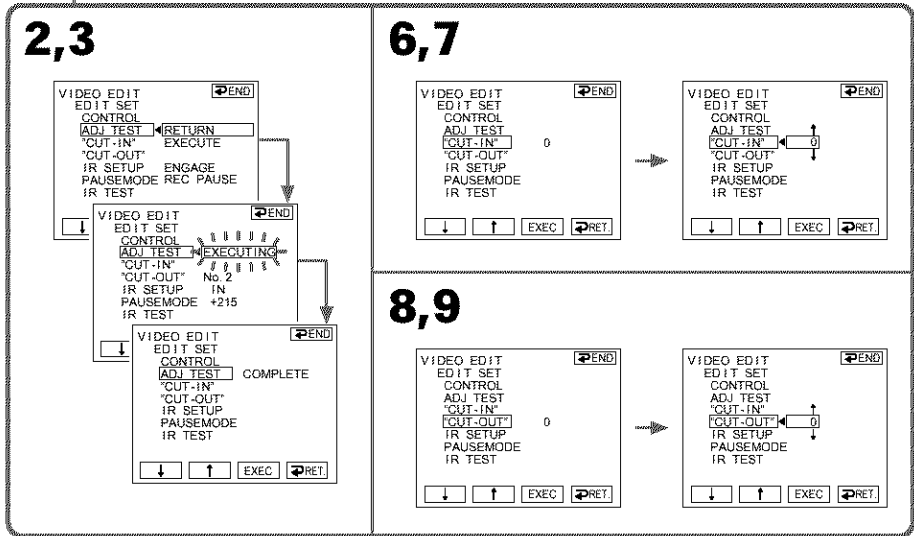 2,3
VIDEO EDIT END
EDIT SET
CONTROL
ADJ TEST RETURN
"CUT-IN" EXECUTE
"CUT-OUT"
IR SETUP ENGAGE
PAUSEMODE REC PAUSE
IR TEST
↓
VIDEO EDIT END
EDIT SET
CONTROL
ADJ TEST EXECUTING
"CUT-IN"
"CUT-OUT" No. 2
IR SETUP IN
PAUSEMODE +215
IR TEST
↓
VIDEO EDIT END
EDIT SET
CONTROL
ADJ TEST COMPLETE
"CUT-IN"
"CUT-OUT"
IR SETUP
PAUSEMODE
IR TEST
↓ ↑ EXEC RET.
6,7
VIDEO EDIT END
EDIT SET
CONTROL
ADJ TEST
"CUT-IN" 0
"CUT-OUT"
IR SETUP
PAUSEMODE
IR TEST
↓ ↑ EXEC RET.
VIDEO EDIT END
EDIT SET
CONTROL
ADJ TEST
"CUT-IN" 0
"CUT-OUT"
IR SETUP
PAUSEMODE
IR TEST
↓ ↑ EXEC RET.
8,9
VIDEO EDIT END
EDIT SET
CONTROL
ADJ TEST
"CUT-IN"
"CUT-OUT" 0
IR SETUP
PAUSEMODE
IR TEST
↓ ↑ EXEC RET.
VIDEO EDIT END
EDIT SET
CONTROL
ADJ TEST
"CUT-IN"
"CUT-OUT" 0
IR SETUP
PAUSEMODE
IR TEST
↓ ↑ EXEC RET.